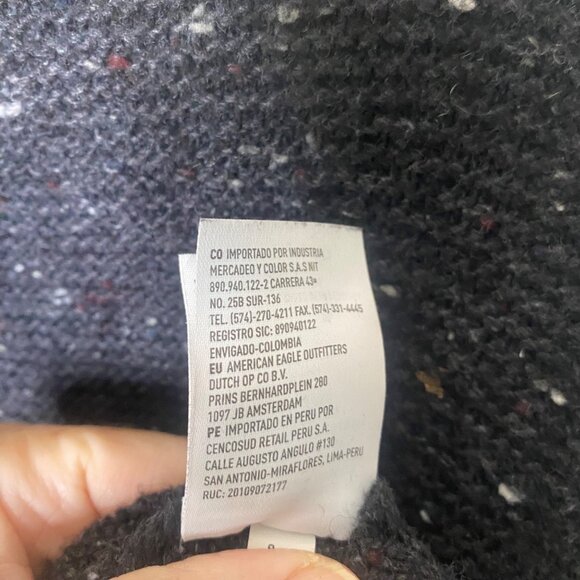 CO IMPORTADO POR INDUSTRIA
MERCADEO Y COLOR S.A.S NIT
890.940.122-2 CARRERA 43ª
NO. 25B SUR-136
TEL. (574)-270-4211 FAX. (574)-331-4445
REGISTRO SIC: 890940122
ENVIGADO-COLOMBIA
EU AMERICAN EAGLE OUTFITTERS
DUTCH OP CO B.V.
PRINS BERNHARDPLEIN 200
1097 JB AMSTERDAM
PE IMPORTADO EN PERU POR
CENCOSUD RETAIL PERU S.A.
CALLE AUGUSTO ANGULO #130
SAN ANTONIO-MIRAFLORES, LIMA-PERU
RUC: 20109072177